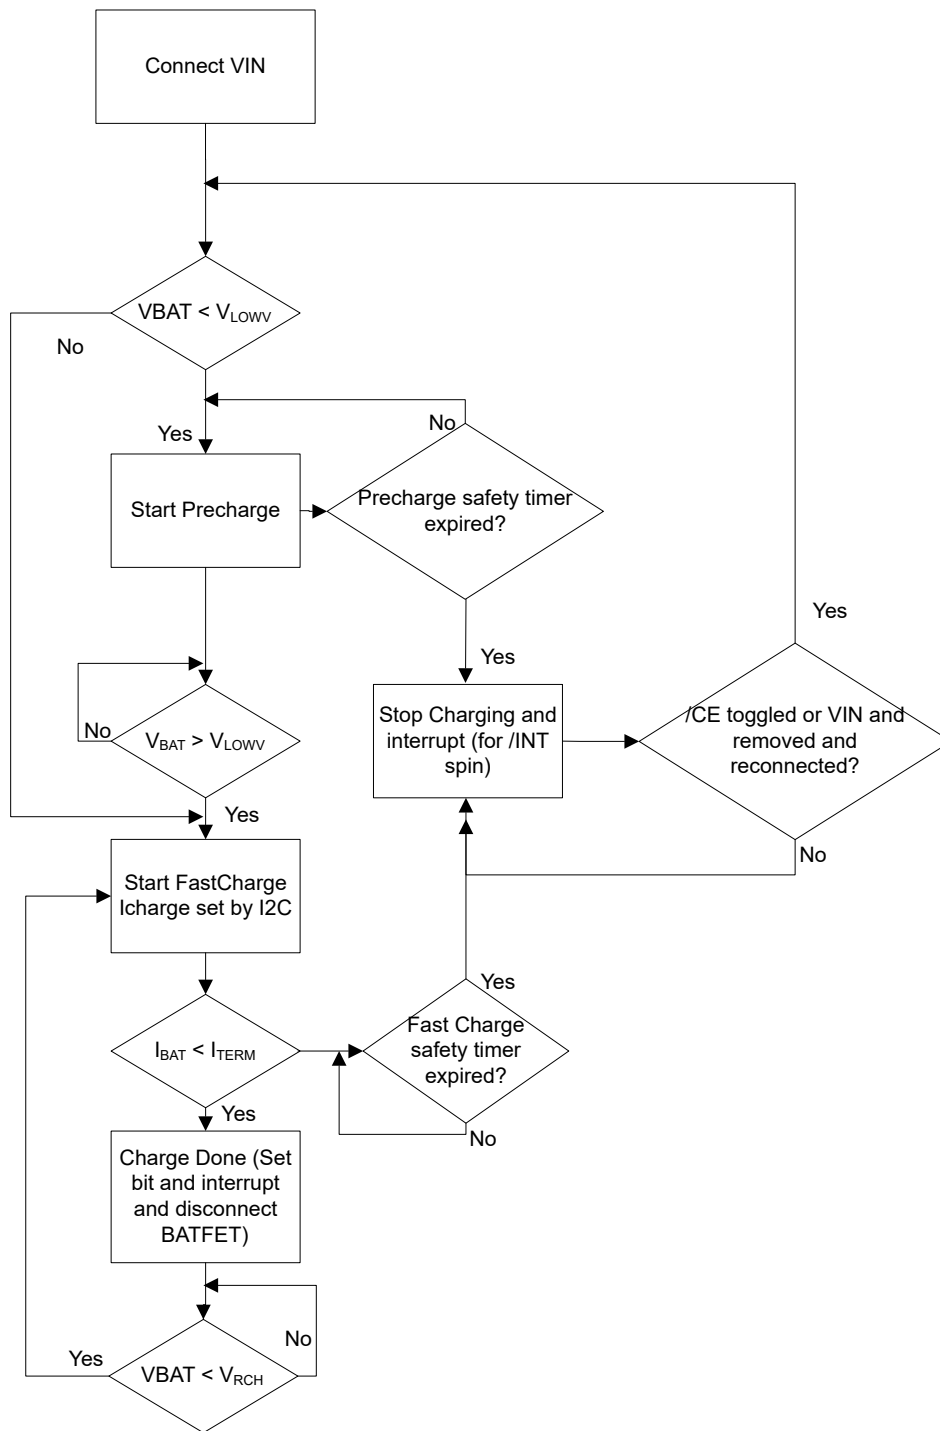 Connect VIN
VBAT < VLOWV
No
Yes
No
Start Precharge
Precharge safety timer
expired?
Yes
Yes
Stop Charging and
interrupt (for /INT
spin)
/CE toggled or VIN and
removed and
reconnected?
No
VBAT > VLOWV
Yes
No
Start FastCharge
Icharge set by I2C
Yes
IBAT < ITERM
Fast Charge
safety timer
expired?
Yes
No
Charge Done (Set
bit and interrupt
and disconnect
BATFET)
No
Yes
VBAT < VRCH